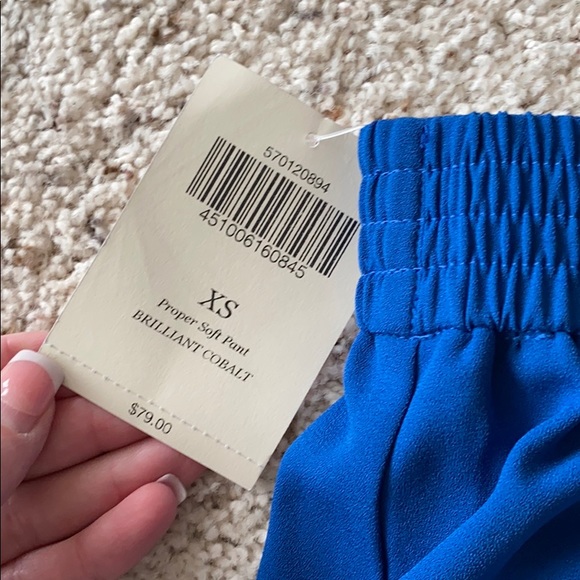 570120894
451006160845
XS
Proper Soft Pant
BRILLIANT COBALT
$79.00